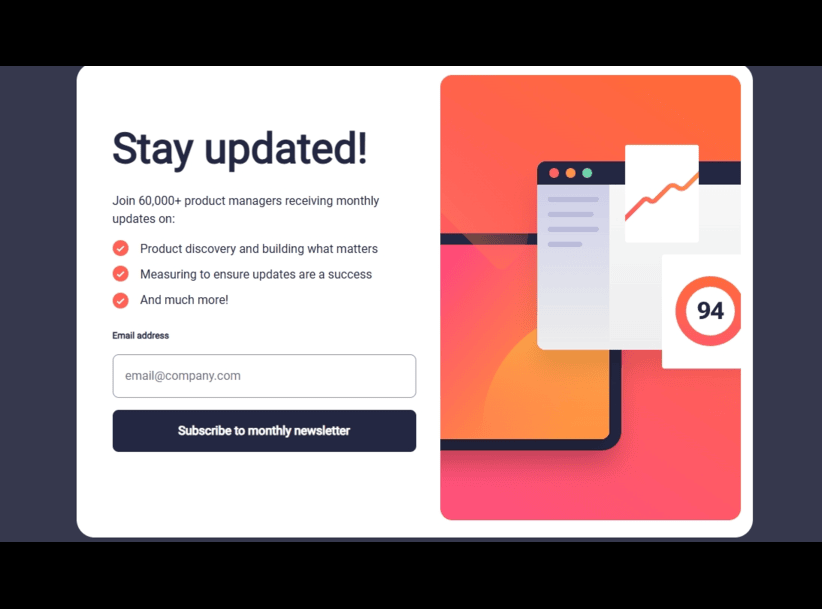 Stay updated!
Join 60,000+ product managers receiving monthly
updates on:
Product discovery and building what matters
Measuring to ensure updates are a success
And much more!
Email address
email@company.com
Subscribe to monthly newsletter
94